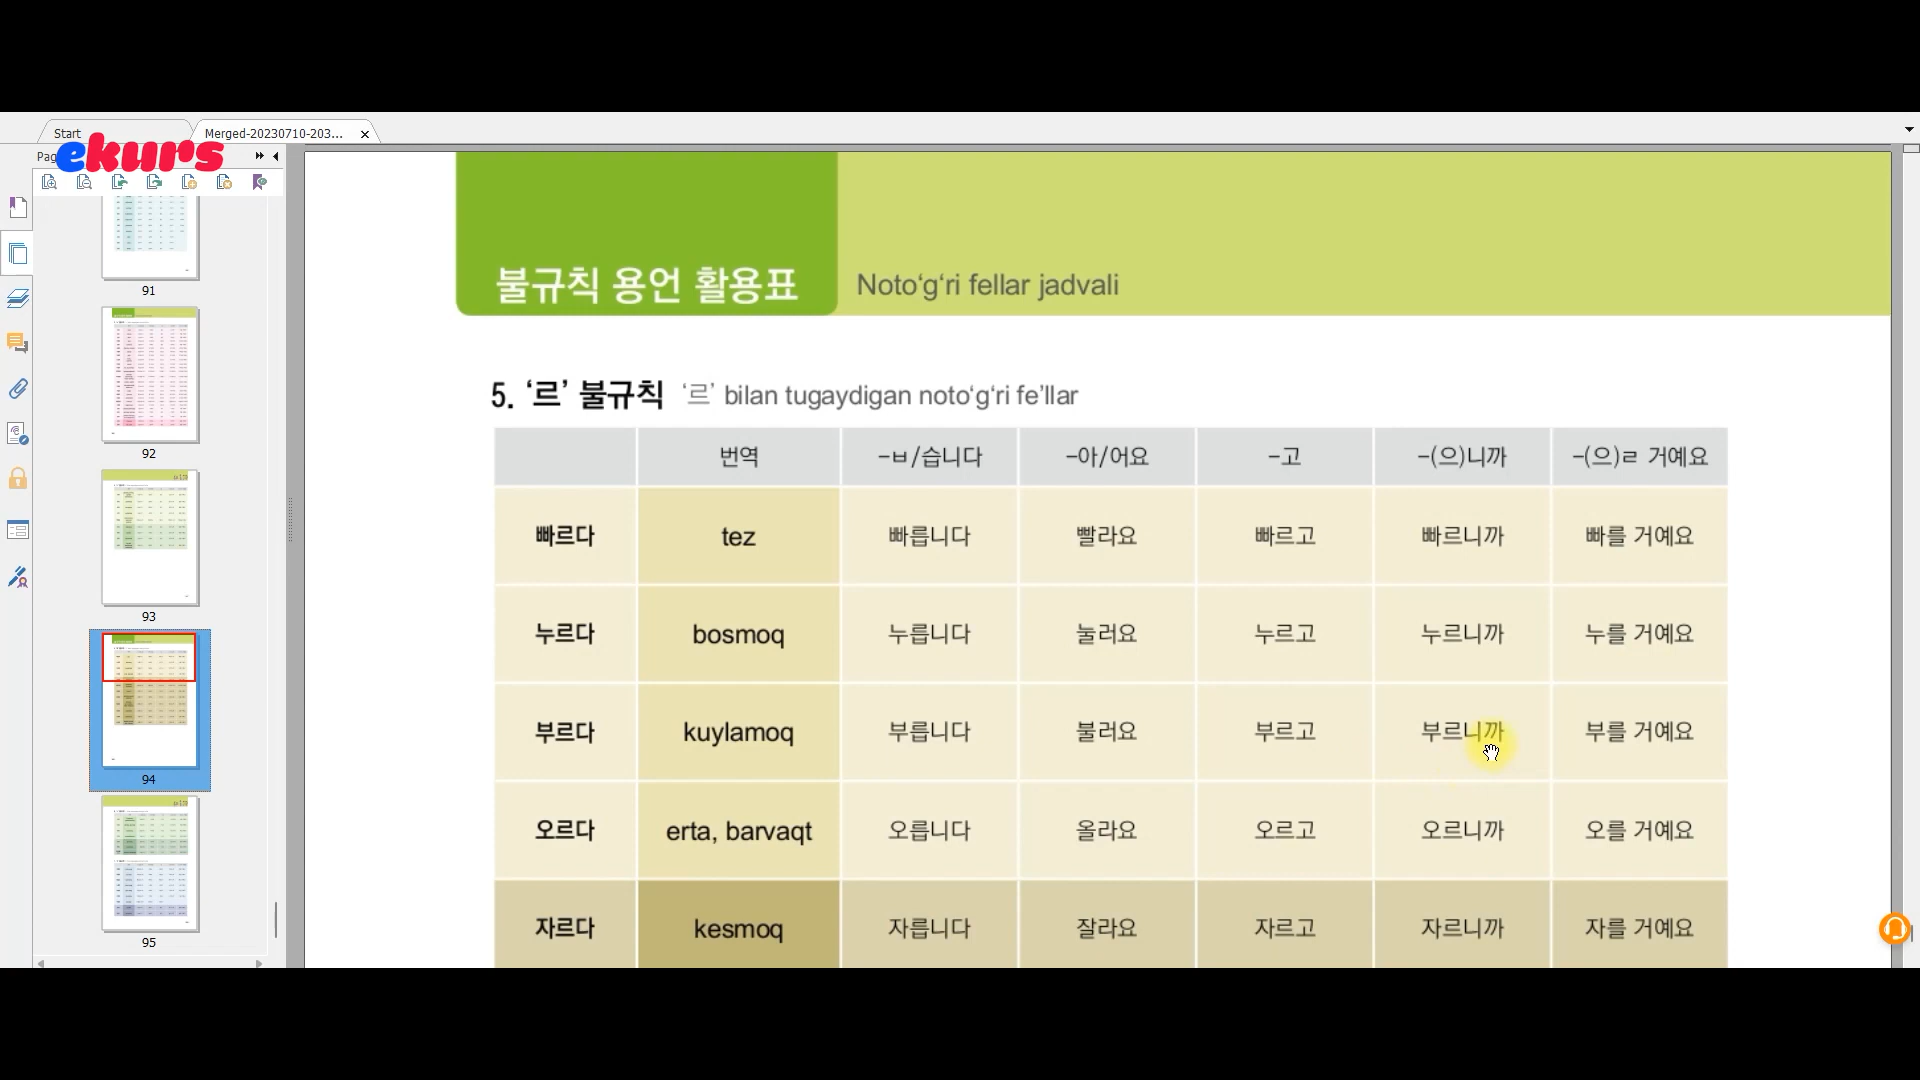 Start
Merged-20230710-203...
Pag
ekurs
91
92
93
94
95
불규칙 용언 활용표 Noto‘g‘ri fellar jadvali
5. ‘르’ 불규칙 ‘르’ bilan tugaydigan noto‘g‘ri fe’llar
번역 –ㅂ/습니다 –아/어요 –고 –(으)니까 –(으)ㄹ 거예요
빠르다 tez 빠릅니다 빨라요 빠르고 빠르니까 빠를 거예요
누르다 bosmoq 누릅니다 눌러요 누르고 누르니까 누를 거예요
부르다 kuylamoq 부릅니다 불러요 부르고 부르니까 부를 거예요
오르다 erta, barvaqt 오릅니다 올라요 오르고 오르니까 오를 거예요
자르다 kesmoq 자릅니다 잘라요 자르고 자르니까 자를 거예요